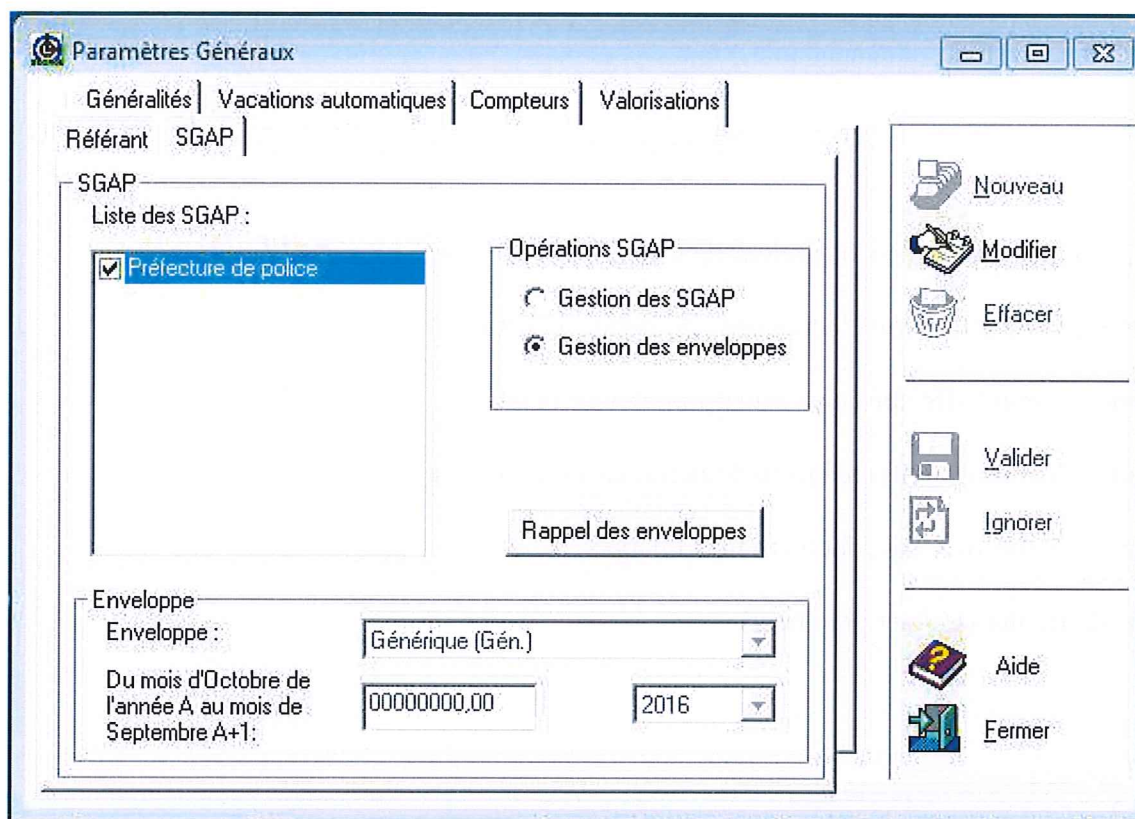 Paramètres Généraux
Généralités Vacations automatiques Compteurs Valorisations
Référant SGAP
SGAP
Liste des SGAP :
Préfecture de police
Opérations SGAP
Gestion des SGAP
Gestion des enveloppes
Rappel des enveloppes
Enveloppe
Enveloppe :
Générique (Gén.)
Du mois d'Octobre de
l'année A au mois de
Septembre A+1:
00000000,00
2016
Nouveau
Modifier
Effacer
Valider
Ignorer
Aide
Fermer